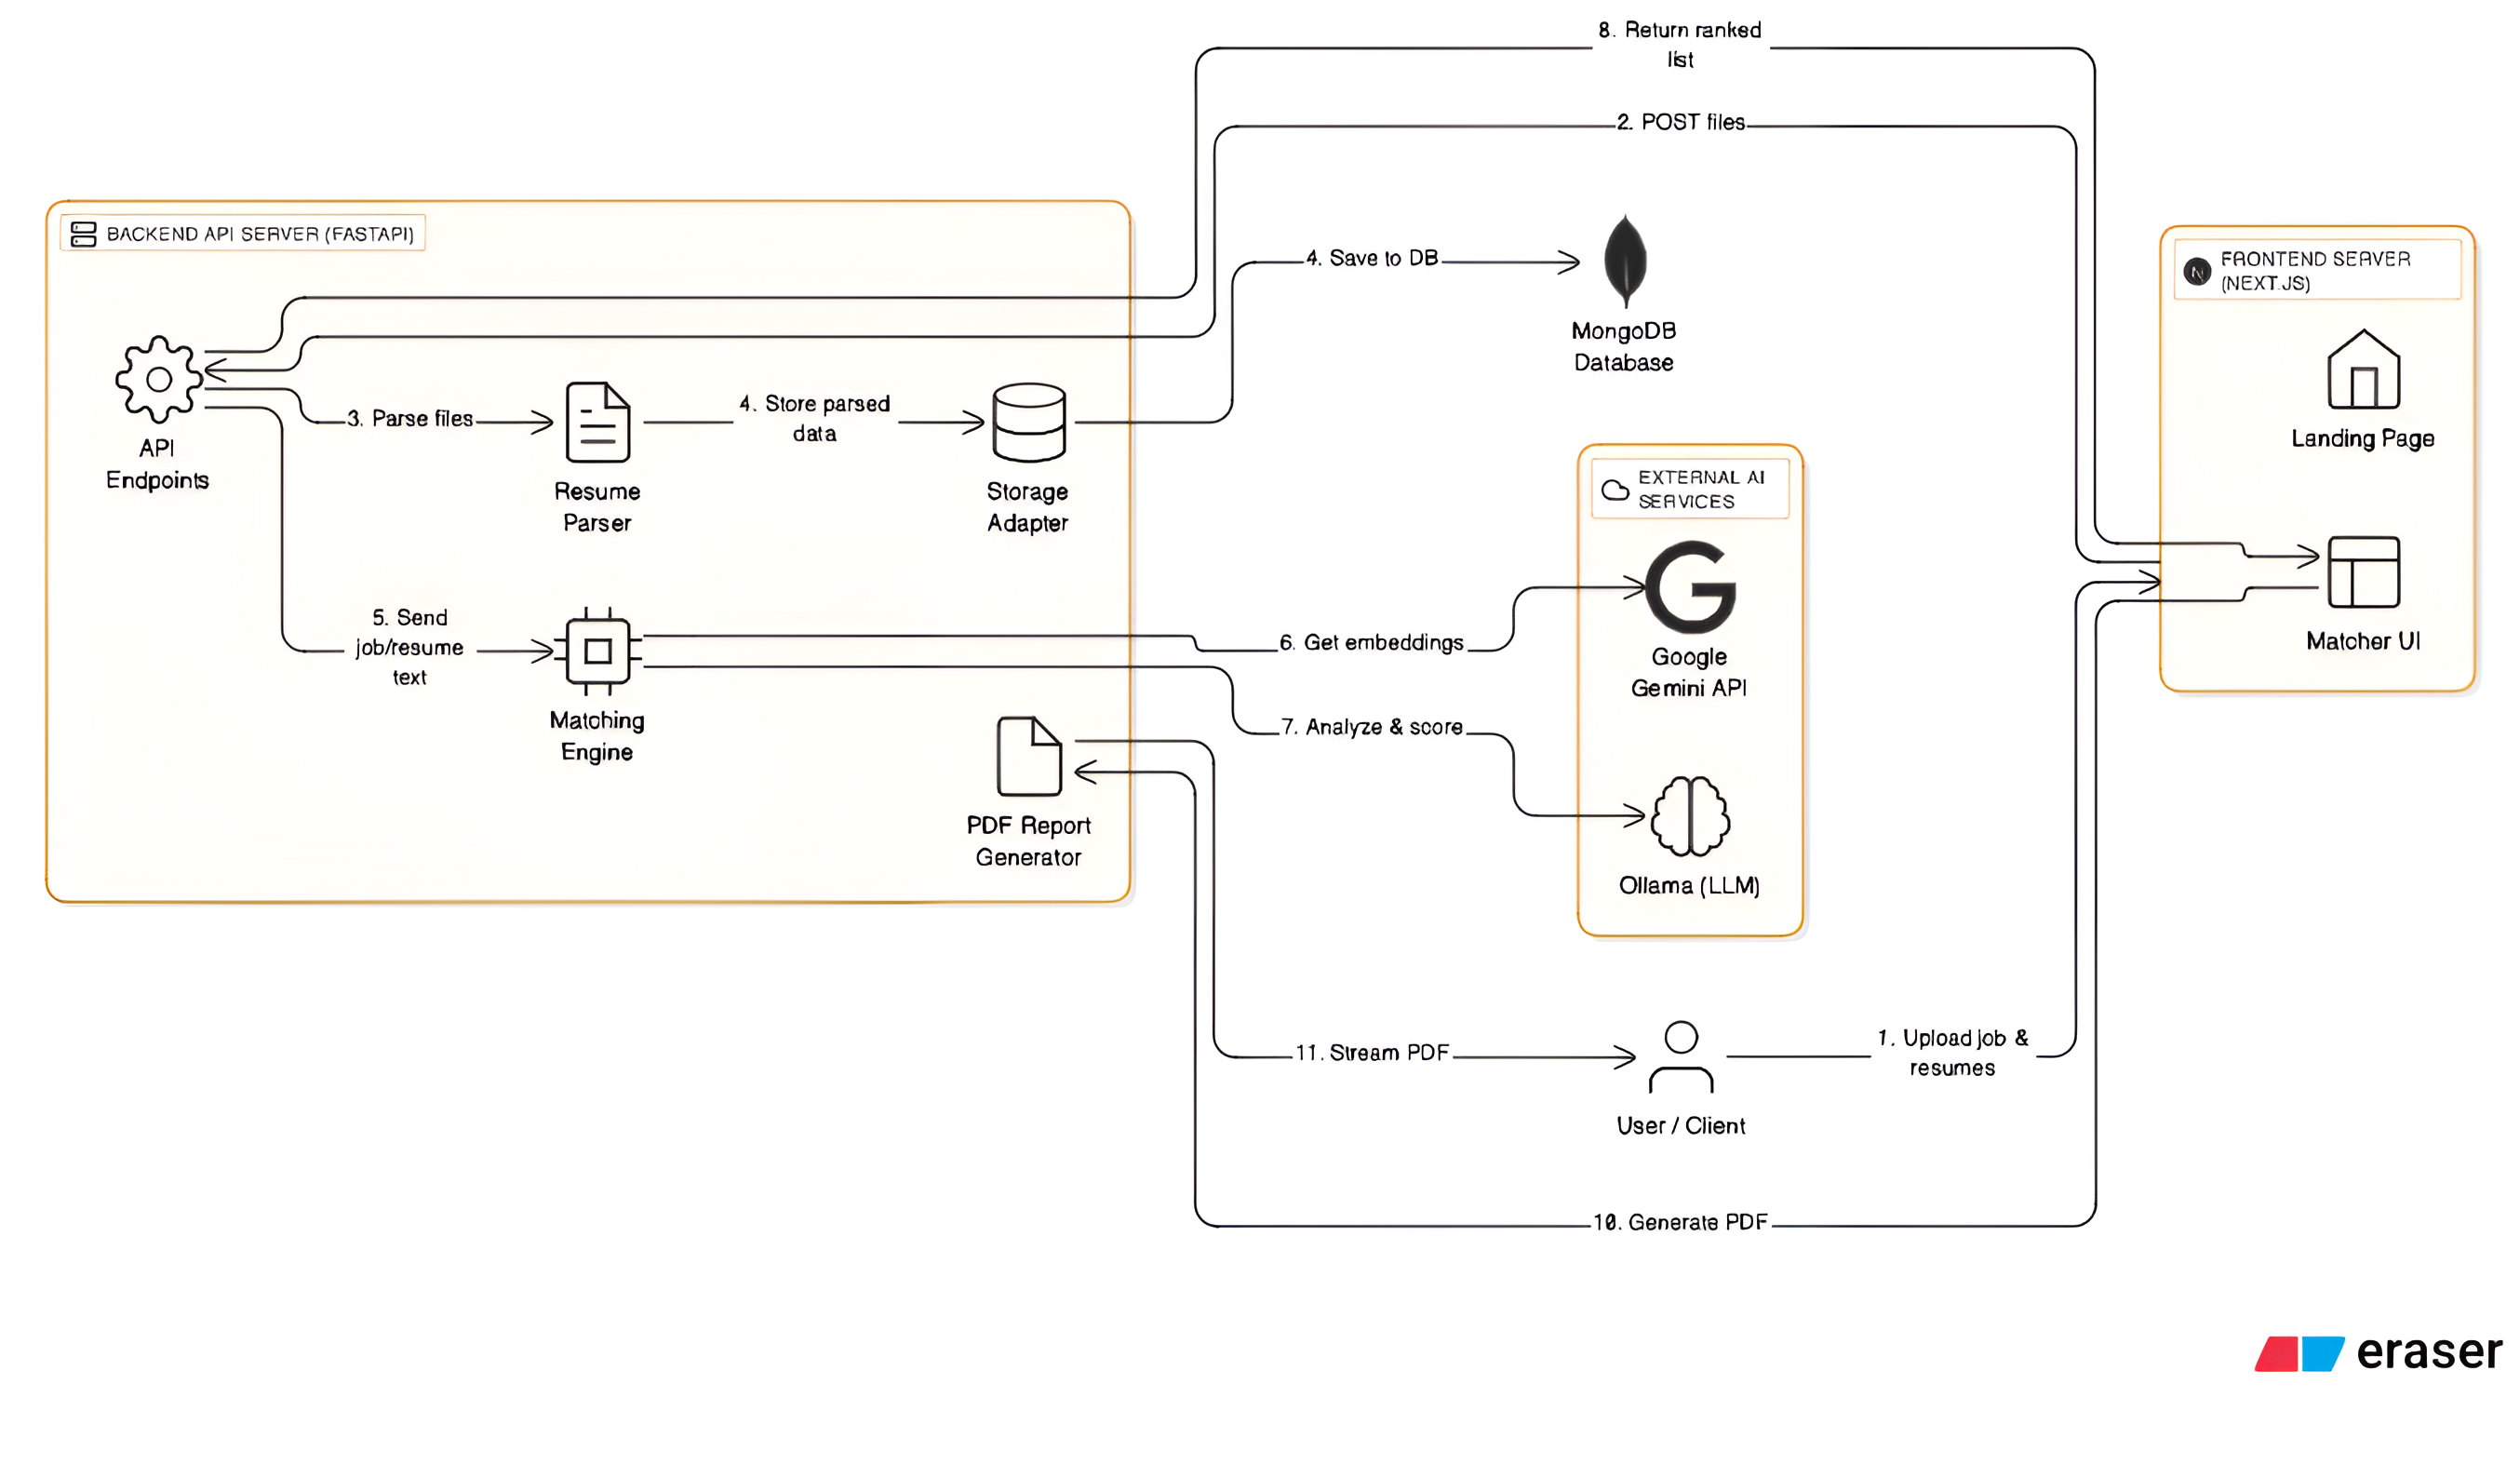 8. Return ranked
list
2. POST files
BACKEND API SERVER (FASTAPI)
4. Save to DB
MongoDB
Database
FRONTEND SERVER
(NEXT.JS)
N
Landing Page
API
Endpoints
3. Parse files
4. Store parsed
data
Resume
Parser
Storage
Adapter
EXTERNAL AI
SERVICES
5. Send
job/resume
text
Matching
Engine
6. Get embeddings
Google
Gemini API
Matcher UI
7. Analyze & score
PDF Report
Generator
Ollama (LLM)
11. Stream PDF
1. Upload job &
resumes
User / Client
10. Generate PDF
eraser